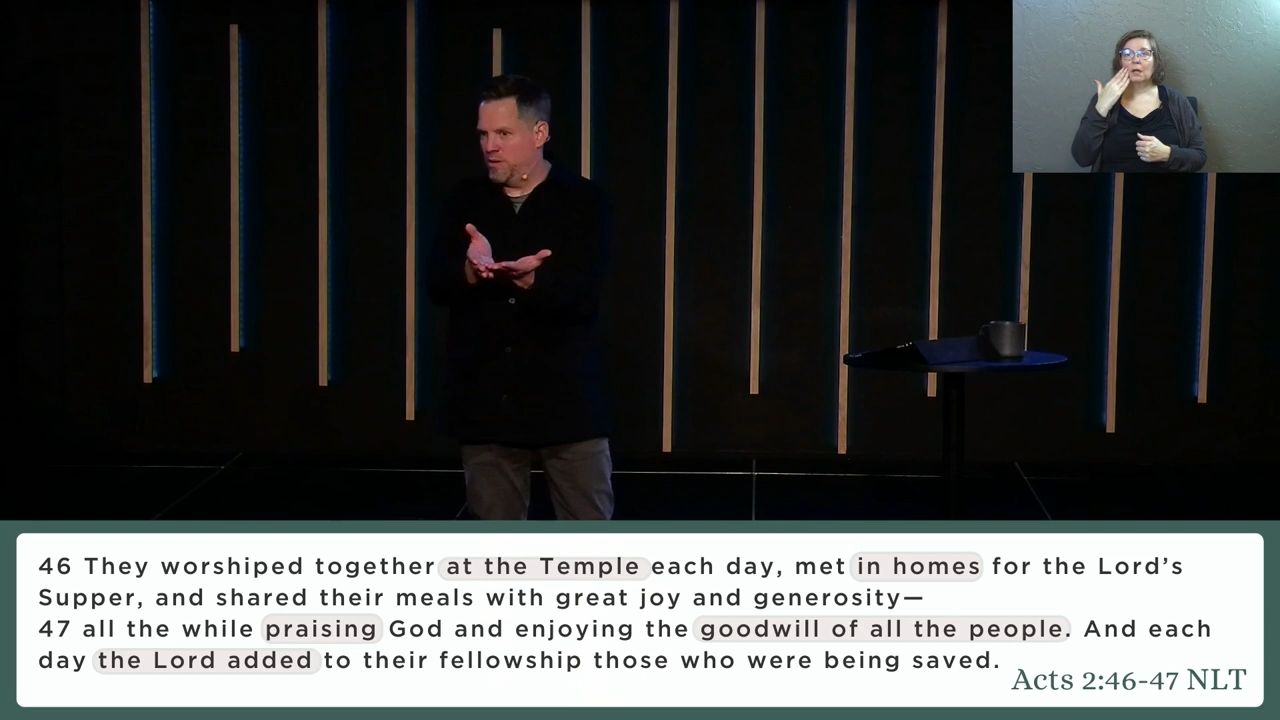 46 They worshiped together at the Temple each day, met in homes for the Lord’s
Supper, and shared their meals with great joy and generosity—
47 all the while praising God and enjoying the goodwill of all the people. And each
day the Lord added to their fellowship those who were being saved.
Acts 2:46-47 NLT